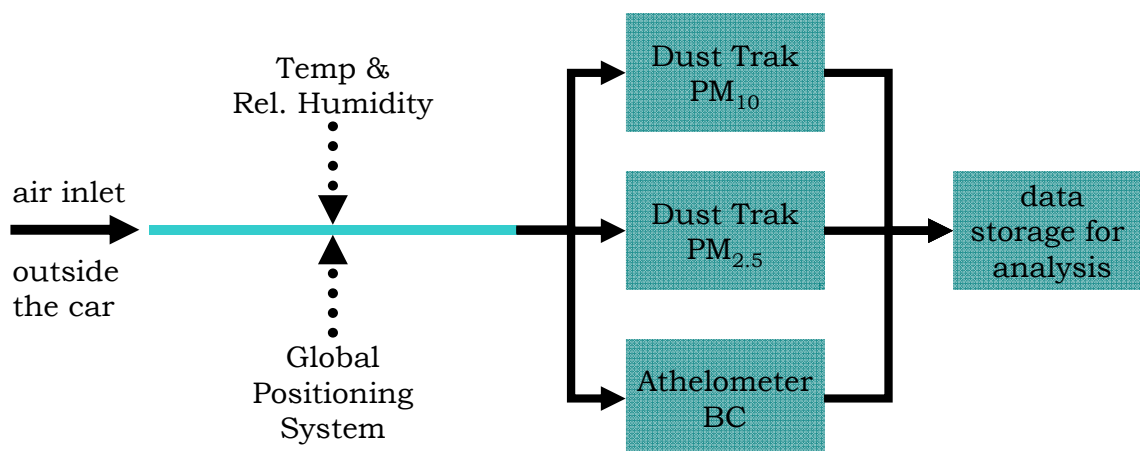 Temp &
Rel. Humidity
air inlet
outside
the car
Global
Positioning
System
Dust Trak
PM₁₀
Dust Trak
PM₂.₅
Athelometer
BC
data
storage for
analysis